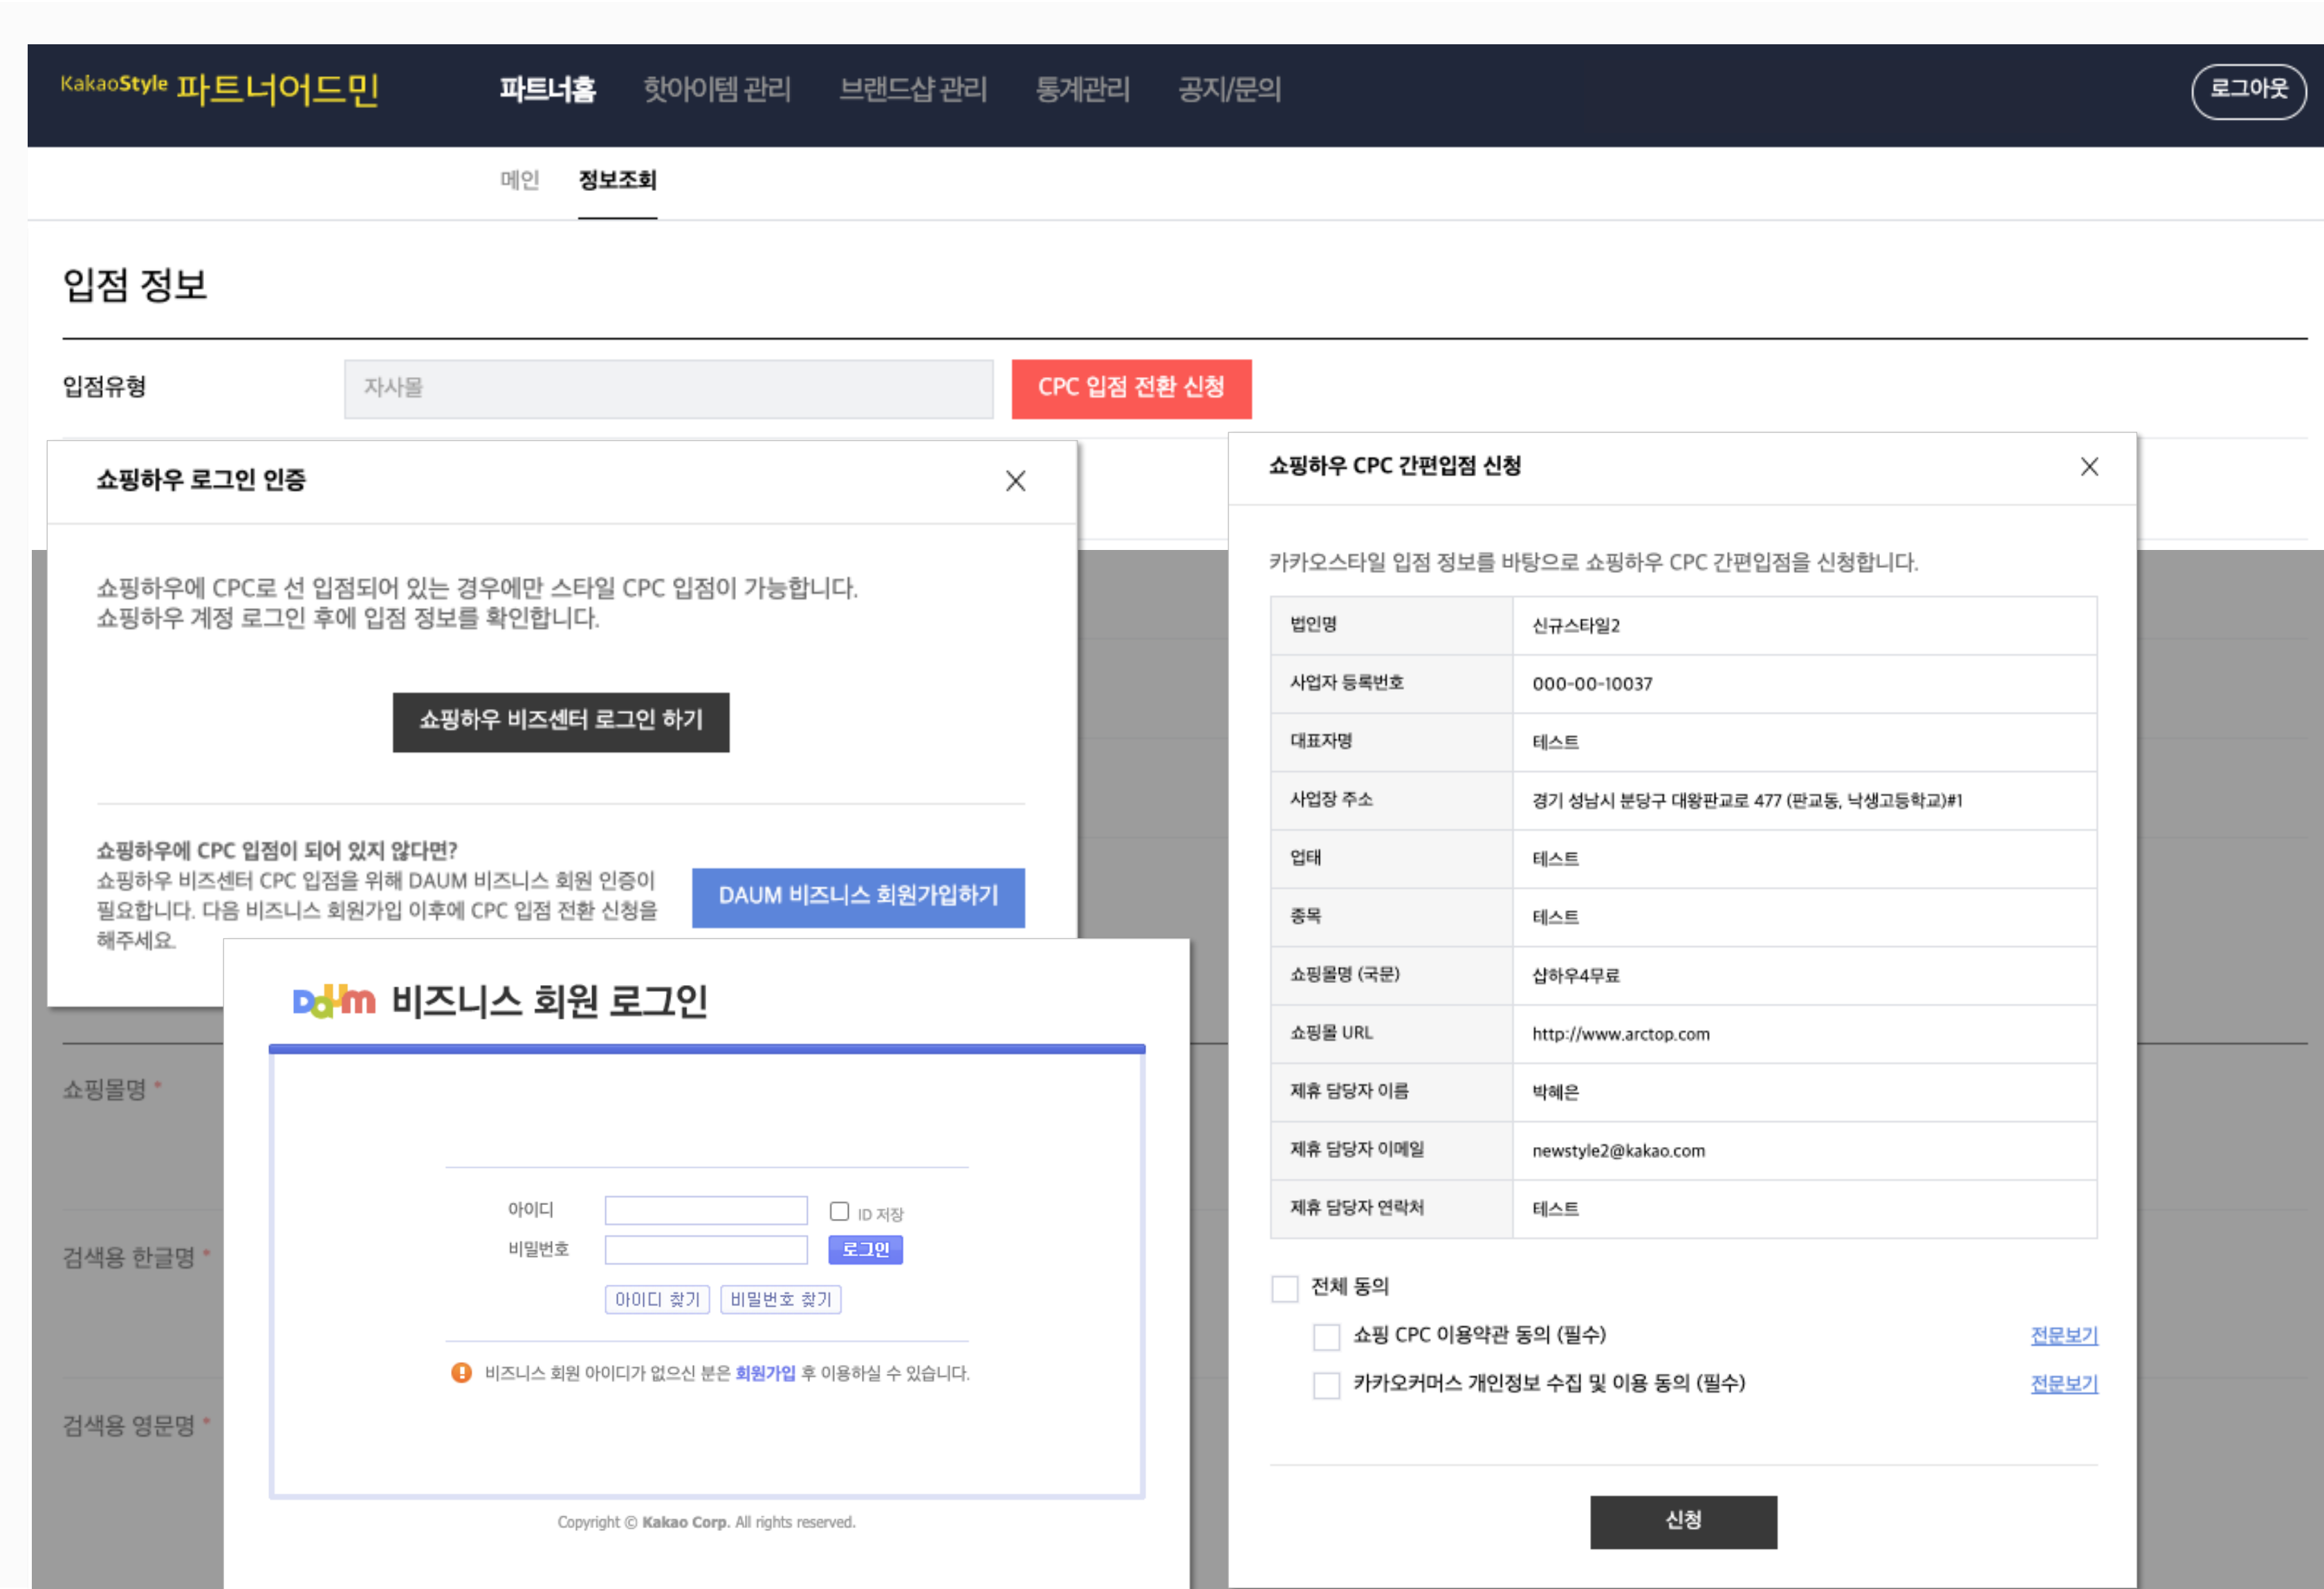 KakaoStyle 파트너어드민
파트너홈 핫아이템 관리 브랜드샵 관리 통계관리 공지/문의
로그아웃
메인 정보조회
입점 정보
입점유형 자사몰 CPC 입점 전환 신청
쇼핑하우 로그인 인증
쇼핑하우에 CPC로 선 입점되어 있는 경우에만 스타일 CPC 입점이 가능합니다.
쇼핑하우 계정 로그인 후에 입점 정보를 확인합니다.
쇼핑하우 비즈센터 로그인 하기
쇼핑하우에 CPC 입점이 되어 있지 않다면?
쇼핑하우 비즈센터 CPC 입점을 위해 DAUM 비즈니스 회원 인증이
필요합니다. 다음 비즈니스 회원가입 이후에 CPC 입점 전환 신청을
해주세요.
DAUM 비즈니스 회원가입하기
쇼핑몰명 *
검색용 한글명 *
검색용 영문명 *
Daum 비즈니스 회원 로그인
아이디 ID 저장
비밀번호 로그인
아이디 찾기 비밀번호 찾기
비즈니스 회원 아이디가 없으신 분은 회원가입 후 이용하실 수 있습니다.
Copyright © Kakao Corp. All rights reserved.
쇼핑하우 CPC 간편입점 신청
카카오스타일 입점 정보를 바탕으로 쇼핑하우 CPC 간편입점을 신청합니다.
법인명 신규스타일2
사업자 등록번호 000-00-10037
대표자명 테스트
사업장 주소 경기 성남시 분당구 대왕판교로 477 (판교동, 낙생고등학교)#1
업태 테스트
종목 테스트
쇼핑몰명 (국문) 샵하우4무료
쇼핑몰 URL http://www.arctop.com
제휴 담당자 이름 박혜은
제휴 담당자 이메일 newstyle2@kakao.com
제휴 담당자 연락처 테스트
전체 동의
쇼핑 CPC 이용약관 동의 (필수) 전문보기
카카오커머스 개인정보 수집 및 이용 동의 (필수) 전문보기
신청